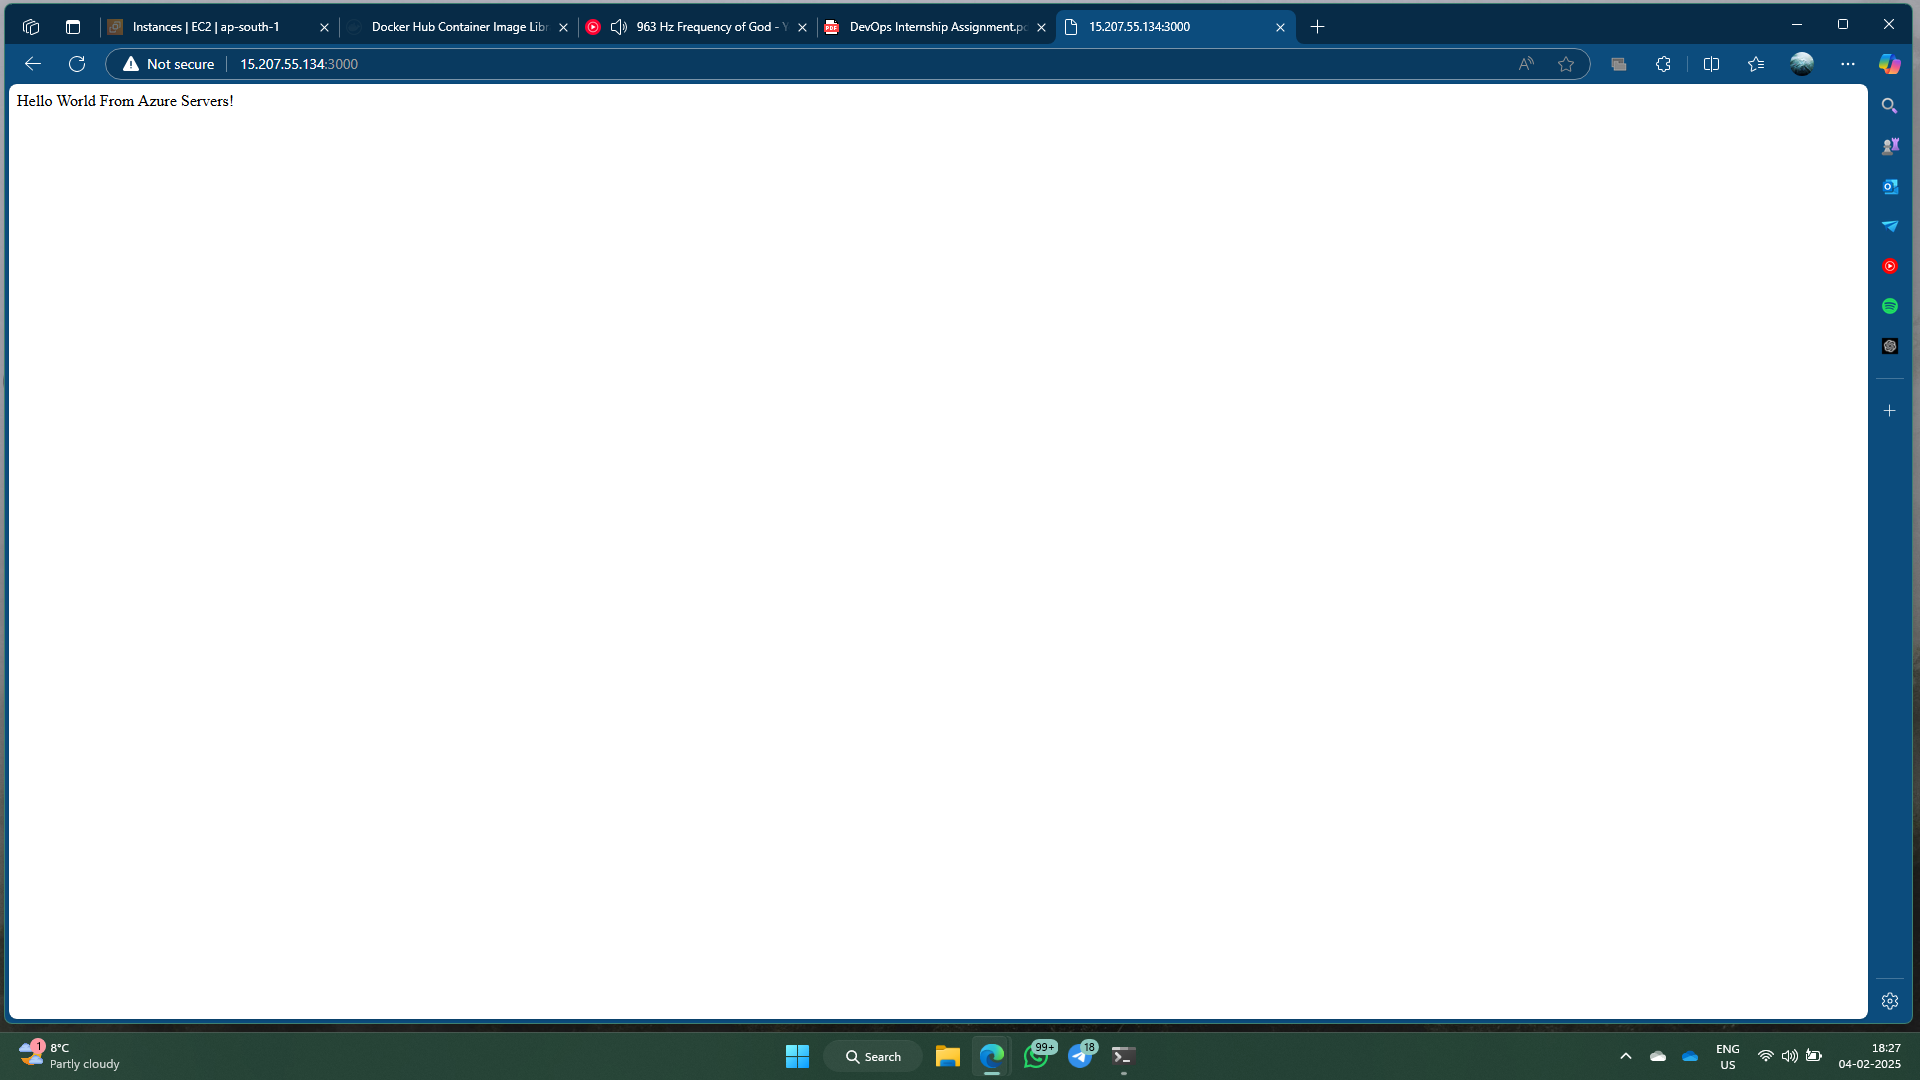 Instances | EC2 | ap-south-1
Docker Hub Container Image Libr
963 Hz Frequency of God - Y
PDF
DevOps Internship Assignment.pd
15.207.55.134:3000
Not secure
15.207.55.134:3000
Hello World From Azure Servers!
1
8°C
Partly cloudy
Search
99+
18
ENG
US
18:27
04-02-2025